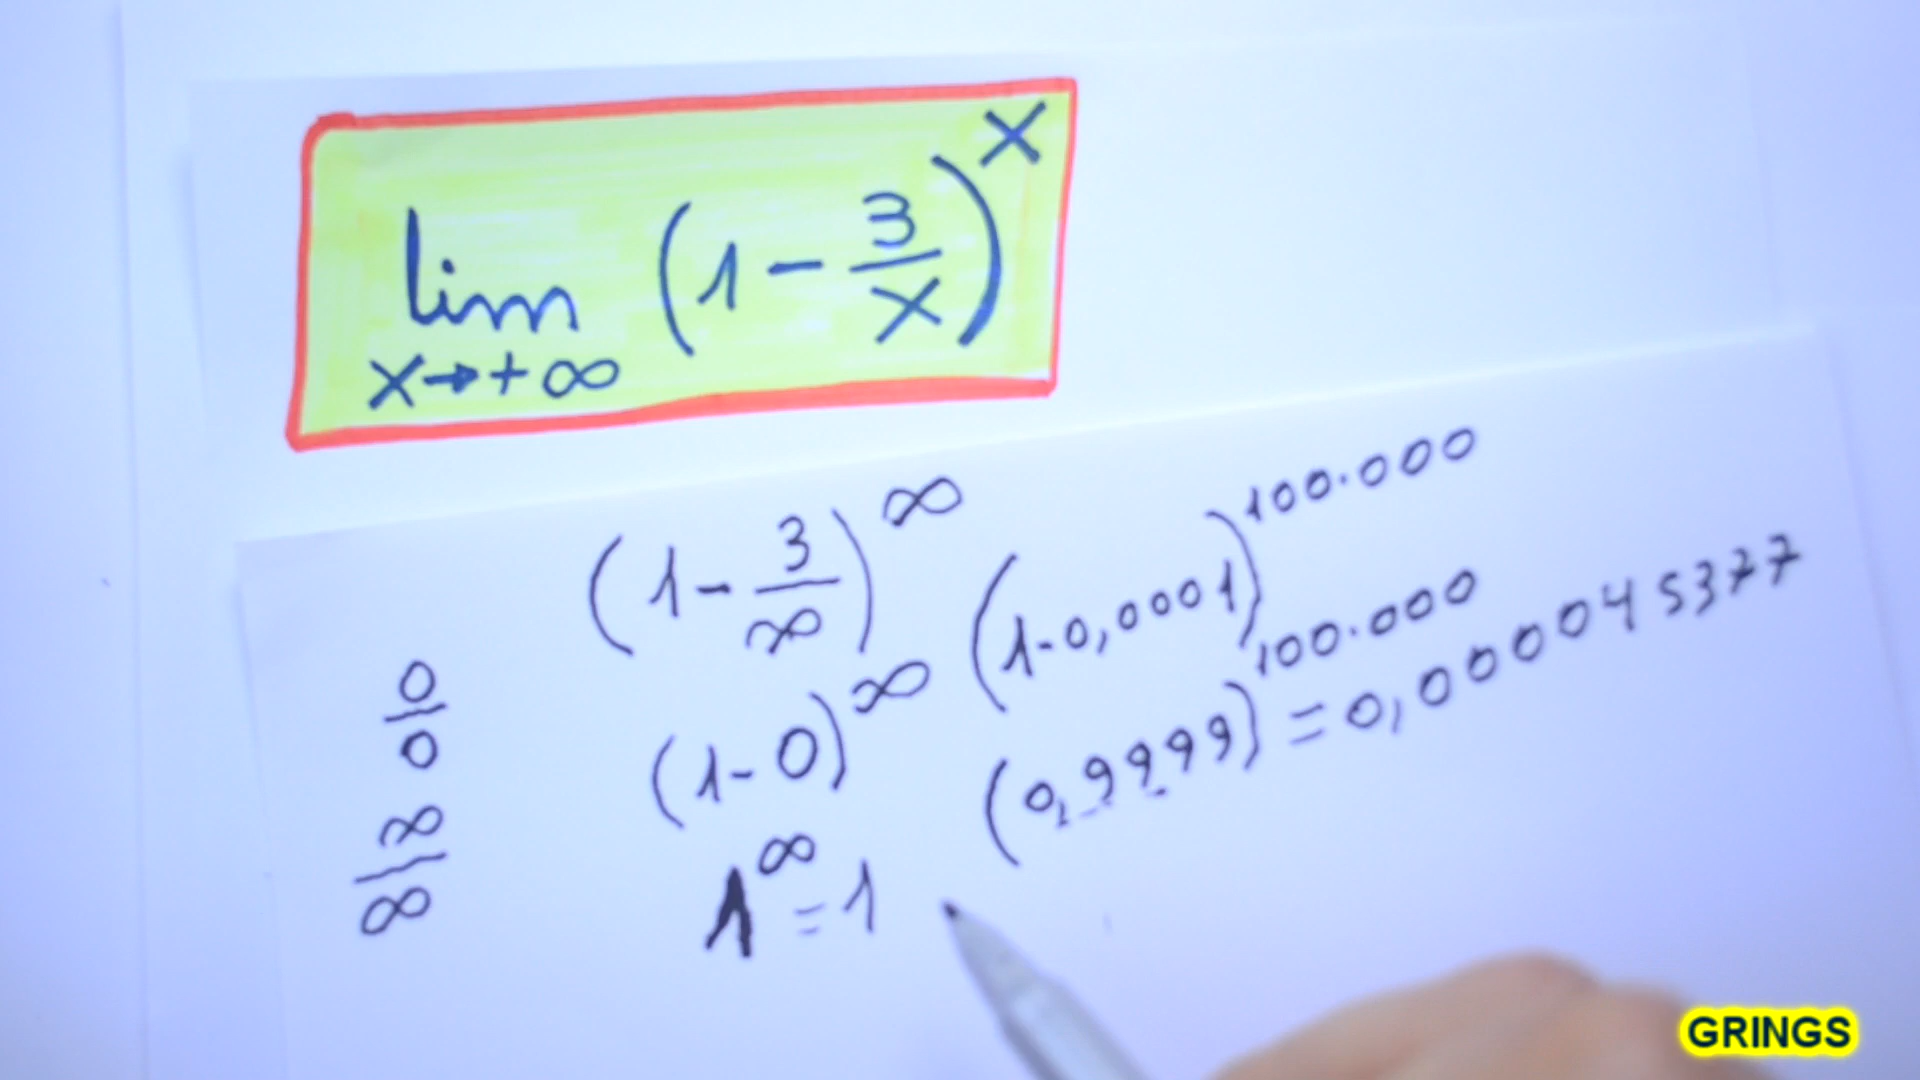 lim (1 - 3/x)^x
x→+∞
(1 - 3/∞)^∞
(1-0)^∞
1^∞ = 1
0/0
∞/∞
(1-0,0001)^100.000
(0,9999)^100.000 = 0,000045377
GRINGS